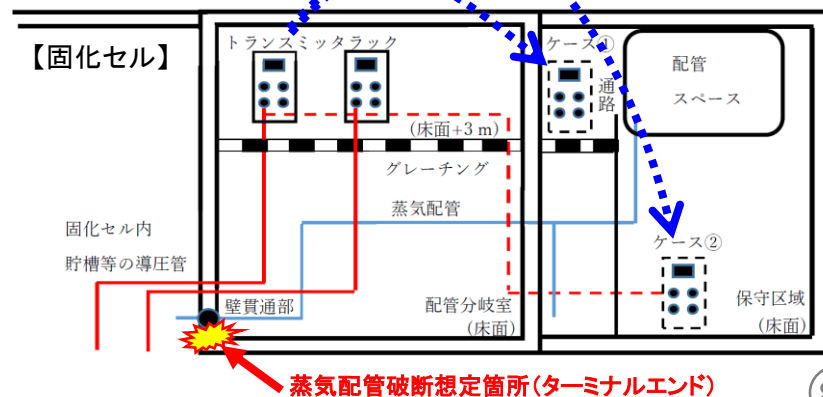 【固化セル】
トランスミッタラック
ケース①
通路
配管
スペース
(床面+3 m)
グレーチング
蒸気配管
固化セル内
貯槽等の導圧管
ケース②
壁貫通部
配管分岐室
(床面)
保守区域
(床面)
蒸気配管破断想定箇所(ターミナルエンド)